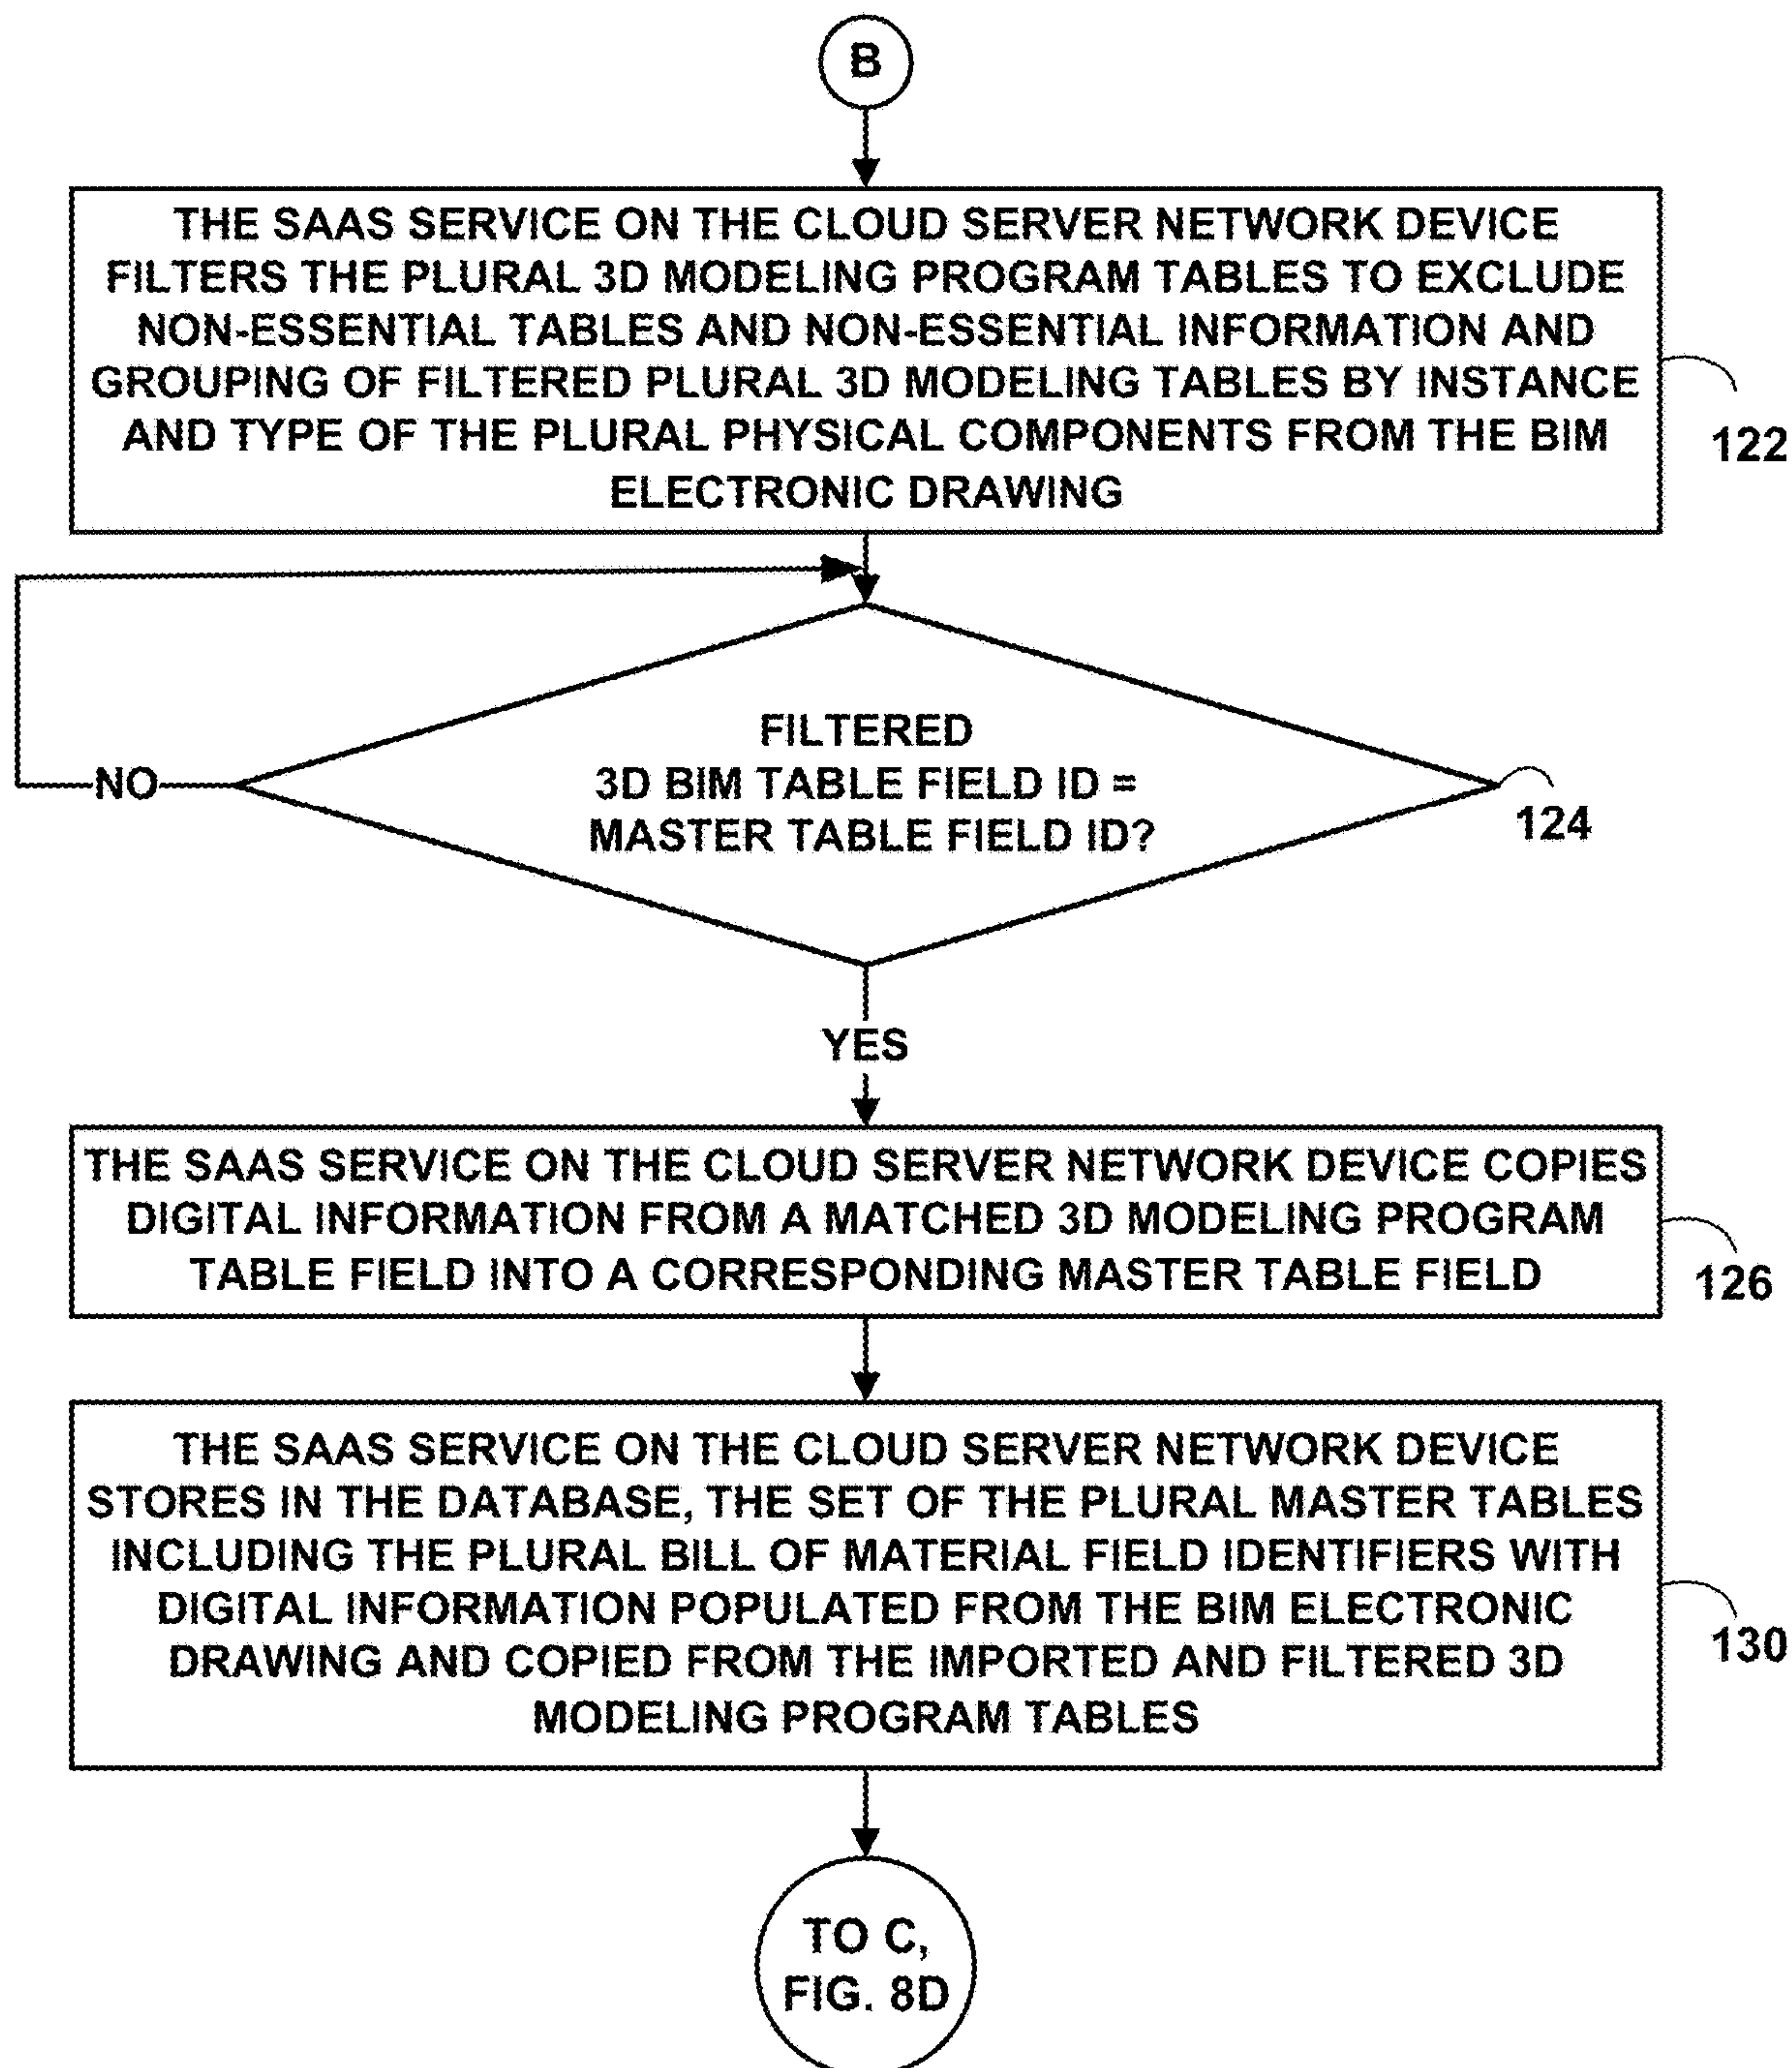 B
THE SAAS SERVICE ON THE CLOUD SERVER NETWORK DEVICE
FILTERS THE PLURAL 3D MODELING PROGRAM TABLES TO EXCLUDE
NON-ESSENTIAL TABLES AND NON-ESSENTIAL INFORMATION AND
GROUPING OF FILTERED PLURAL 3D MODELING TABLES BY INSTANCE
AND TYPE OF THE PLURAL PHYSICAL COMPONENTS FROM THE BIM
ELECTRONIC DRAWING
122
FILTERED
3D BIM TABLE FIELD ID =
MASTER TABLE FIELD ID?
NO
124
YES
THE SAAS SERVICE ON THE CLOUD SERVER NETWORK DEVICE COPIES
DIGITAL INFORMATION FROM A MATCHED 3D MODELING PROGRAM
TABLE FIELD INTO A CORRESPONDING MASTER TABLE FIELD
126
THE SAAS SERVICE ON THE CLOUD SERVER NETWORK DEVICE
STORES IN THE DATABASE, THE SET OF THE PLURAL MASTER TABLES
INCLUDING THE PLURAL BILL OF MATERIAL FIELD IDENTIFIERS WITH
DIGITAL INFORMATION POPULATED FROM THE BIM ELECTRONIC
DRAWING AND COPIED FROM THE IMPORTED AND FILTERED 3D
MODELING PROGRAM TABLES
130
TO C,
FIG. 8D